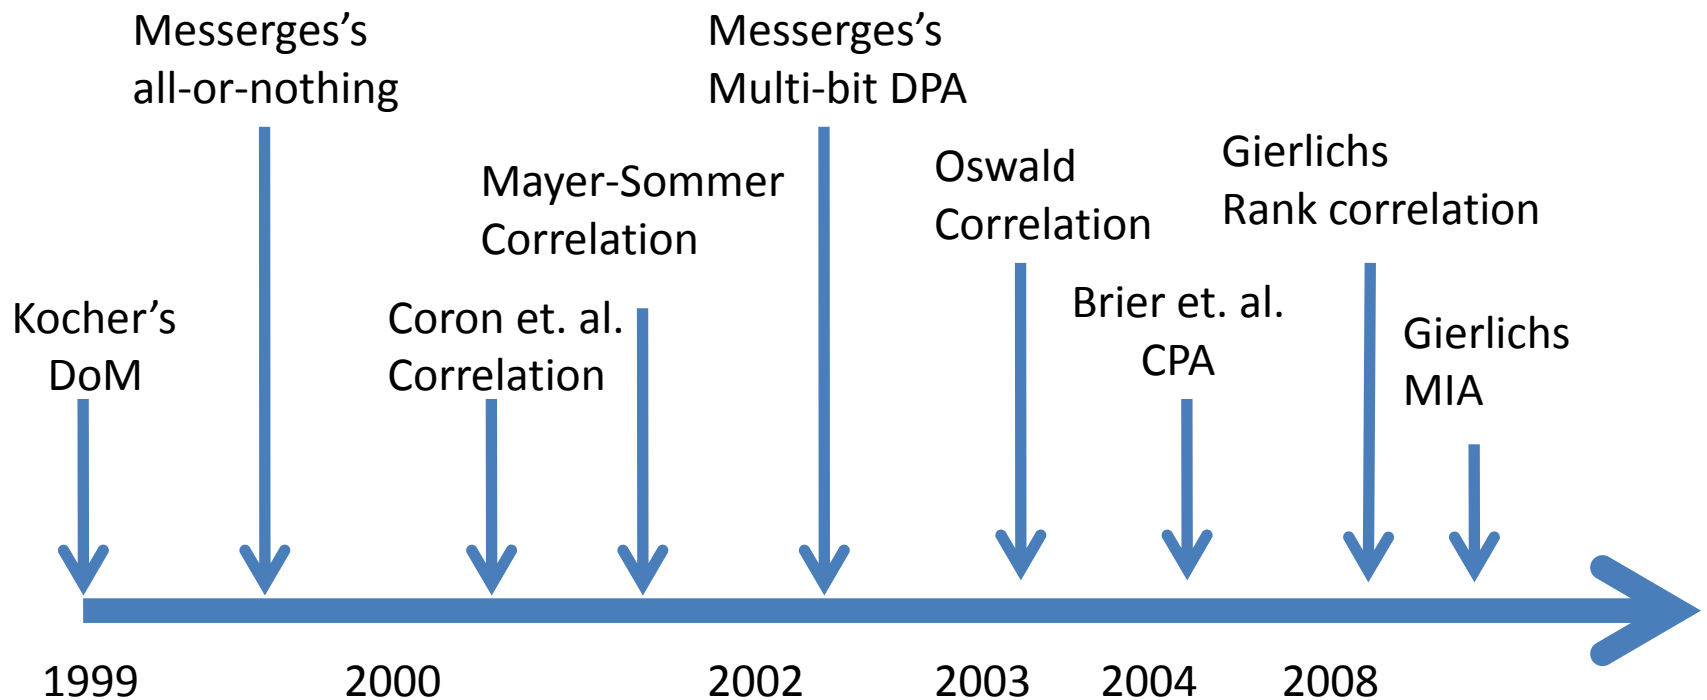 Messerges’s
all-or-nothing
Messerges’s
Multi-bit DPA
Mayer-Sommer
Correlation
Oswald
Correlation
Gierlichs
Rank correlation
Kocher’s
DoM
Coron et. al.
Correlation
Brier et. al.
CPA
Gierlichs
MIA
1999
2000
2002
2003
2004
2008